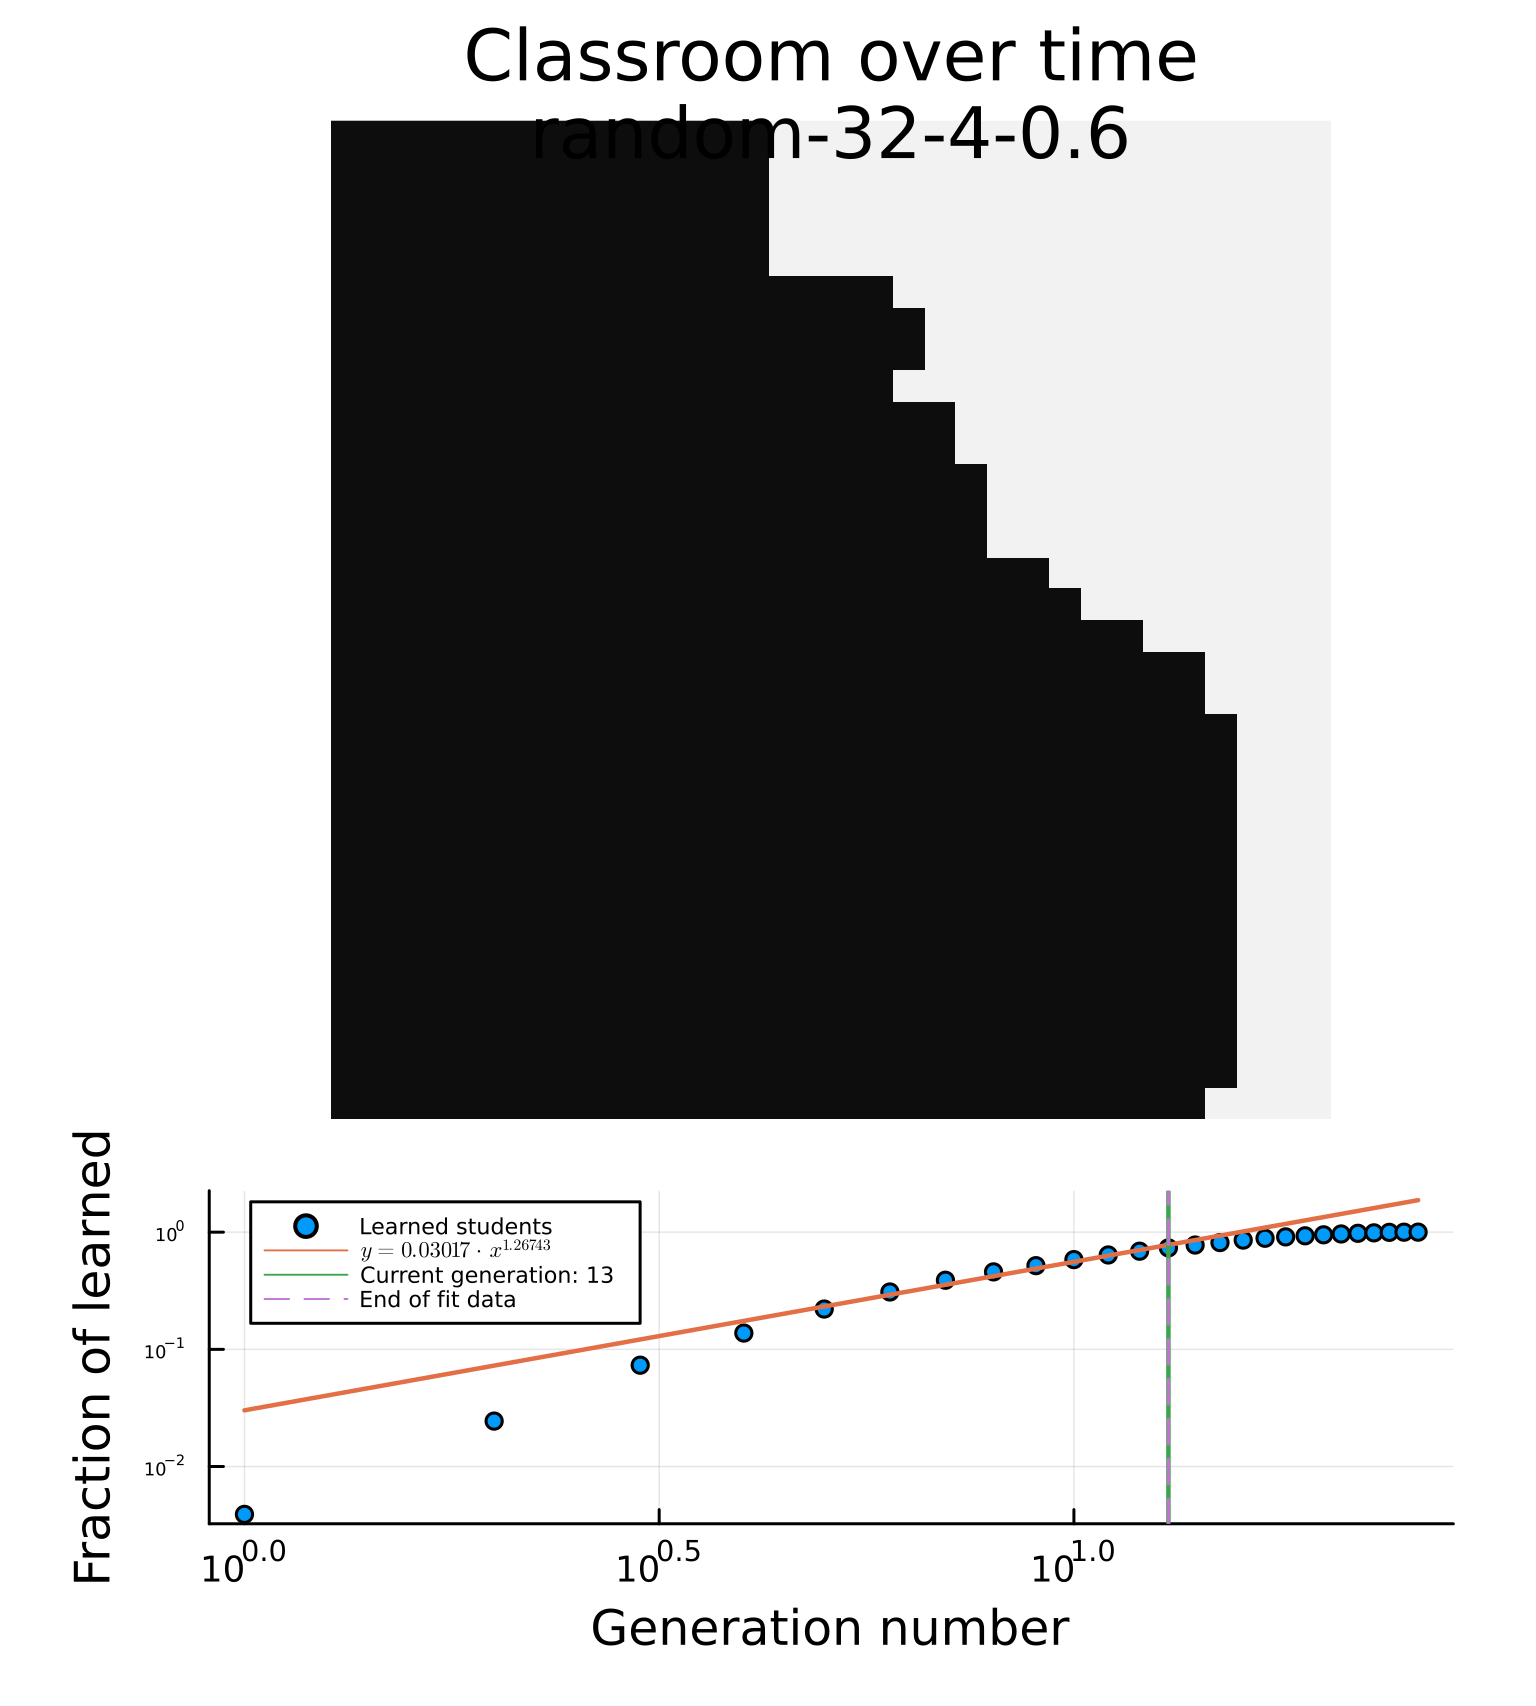 Classroom over time
random-32-4-0.6
Fraction of learned
10⁰
10⁻¹
10⁻²
Learned students
y = 0.03017 · x^1.26743
Current generation: 13
End of fit data
10^0.0
10^0.5
10^1.0
Generation number